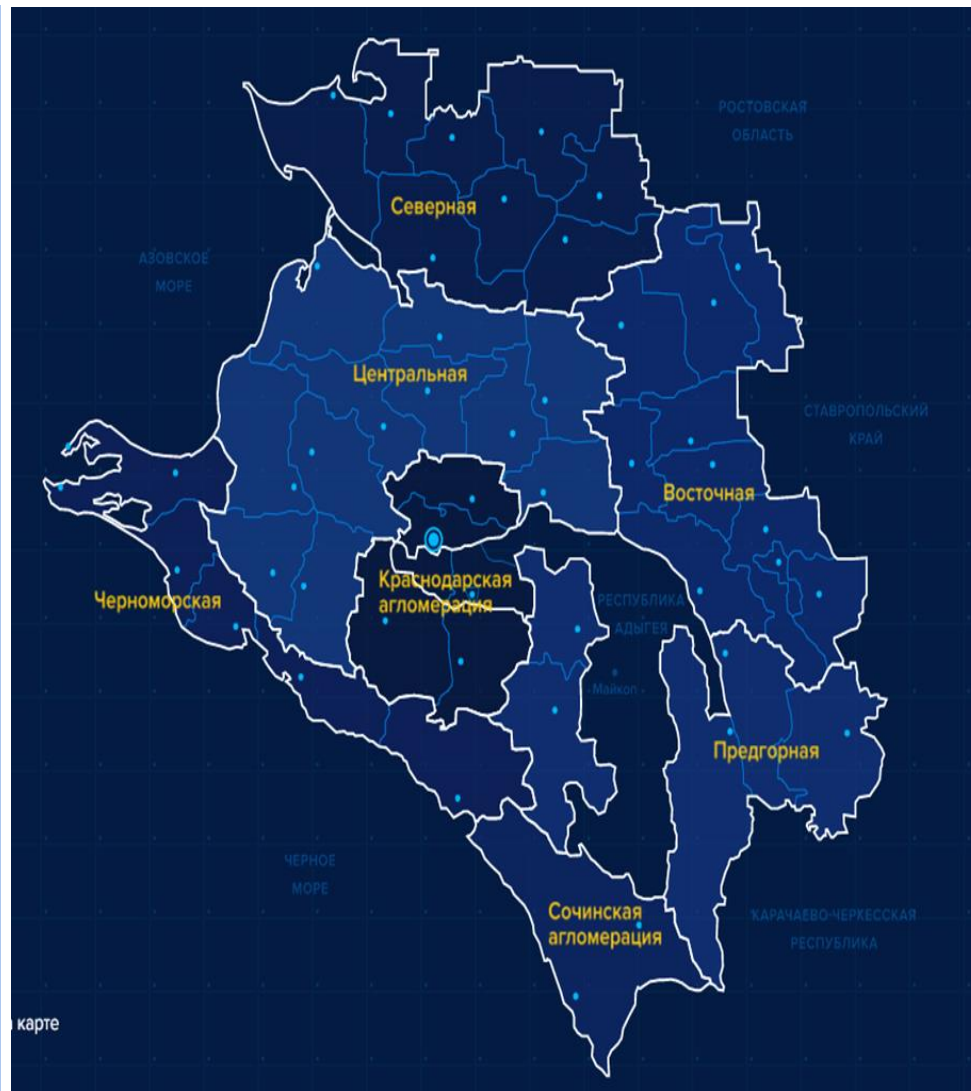 РОСТОВСКАЯ
ОБЛАСТЬ
Северная
АЗОВСКОЕ
МОРЕ
Центральная
СТАВРОПОЛЬСКИЙ
КРАЙ
Восточная
Краснодарская
агломерация
Черноморская
РЕСПУБЛИКА
АДЫГЕЯ
Майкоп
Предгорная
ЧЕРНОЕ
МОРЕ
Сочинская
агломерация
КАРАЧАЕВО-ЧЕРКЕССКАЯ
РЕСПУБЛИКА
карте